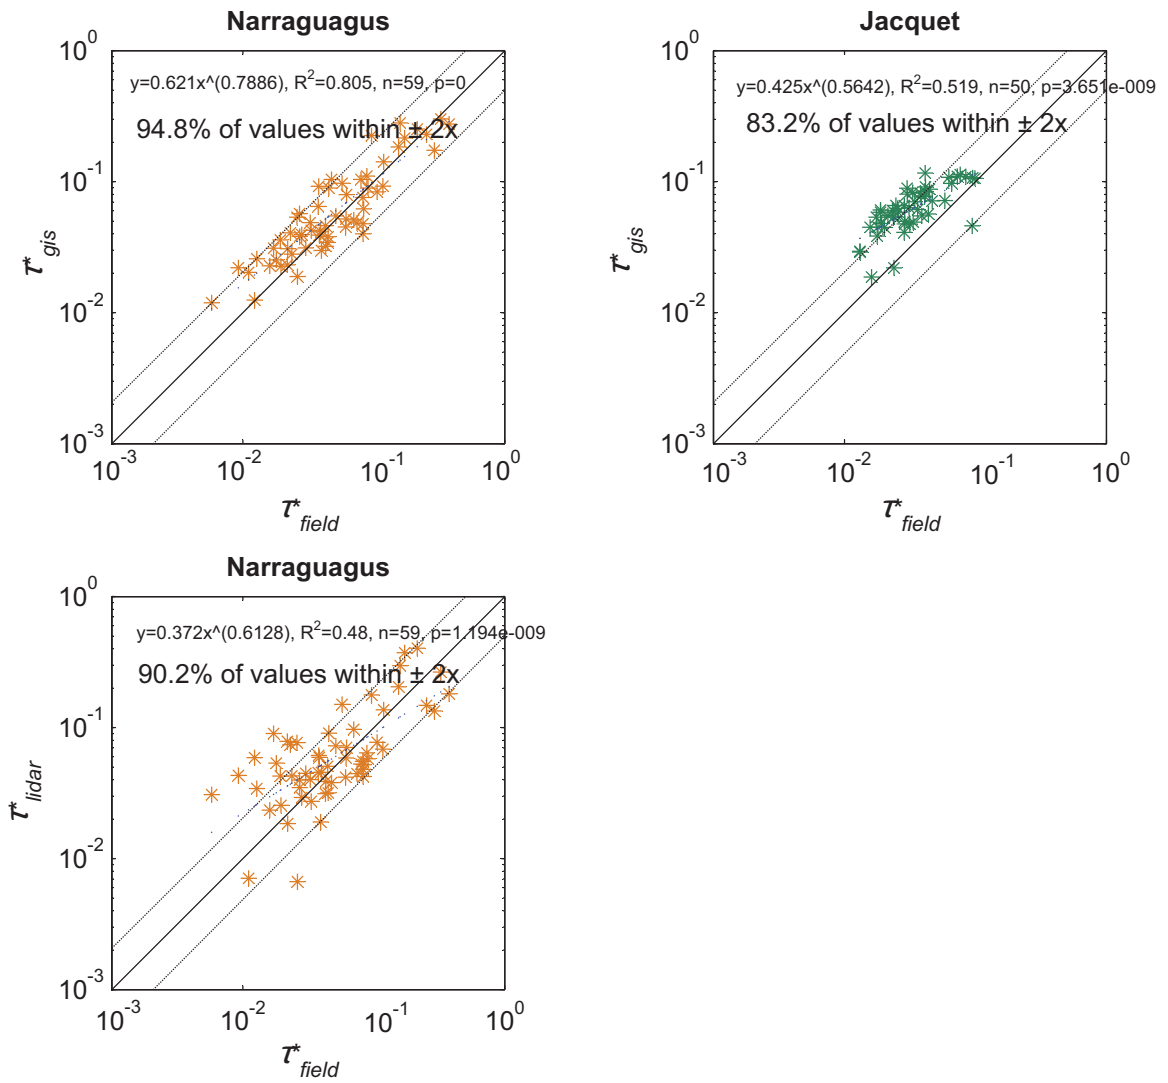 Narraguagus
10^0
y=0.621x^(0.7886), R^2=0.805, n=59, p=0
94.8% of values within ± 2x
10^-1
τ*gis
10^-2
10^-3
10^-3 10^-2 10^-1 10^0
τ*field
Jacquet
10^0
y=0.425x^(0.5642), R^2=0.519, n=50, p=3.651e-009
83.2% of values within ± 2x
10^-1
τ*gis
10^-2
10^-3
10^-2 10^-1 10^0
10^-3
τ*field
Narraguagus
10^0
y=0.372x^(0.6128), R^2=0.48, n=59, p=1.194e-009
90.2% of values within ± 2x
10^-1
τ*lidar
10^-2
10^-3
10^-3 10^-2 10^-1 10^0
τ*field